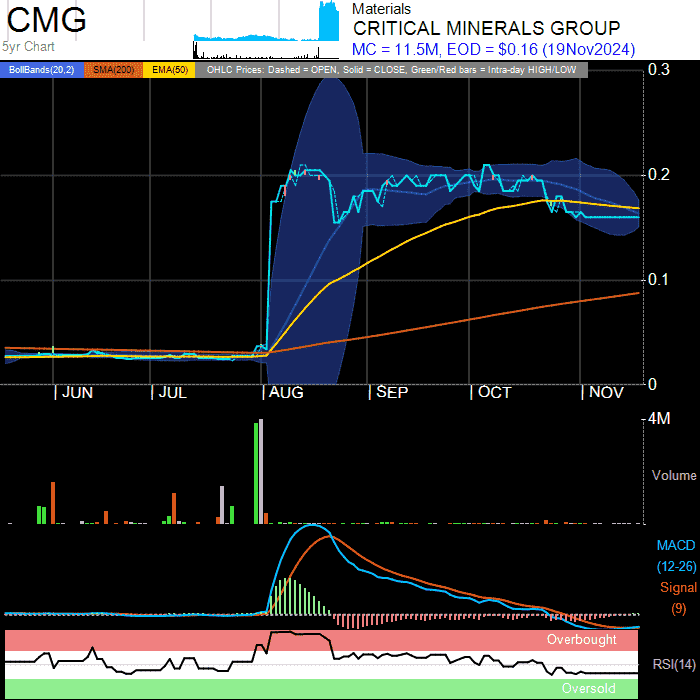 CMG
5yr Chart
Materials
CRITICAL MINERALS GROUP
MC = 11.5M, EOD = $0.16 (19Nov2024)
BollBands(20,2) SMA(200) EMA(50) OHLC Prices: Dashed = OPEN, Solid = CLOSE, Green/Red bars = Intra-day HIGH/LOW
0.3
0.2
0.1
0
JUN JUL AUG SEP OCT NOV
4M
Volume
MACD
(12-26)
Signal
(9)
Overbought
RSI(14)
Oversold